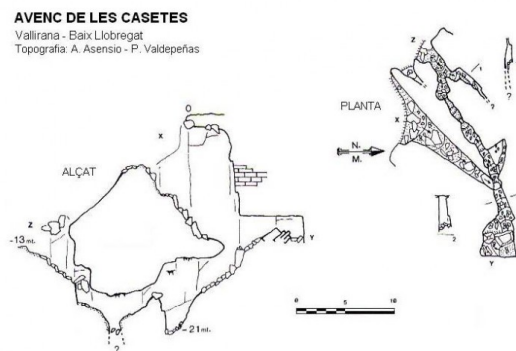 AVENC DE LES CASETES
Vallirana - Baix Llobregat
Topografia: A. Asensio - P. Valdepeñas
O
X
ALÇAT
Z
-13 mt.
Y
-21 mt.
?
PLANTA
Z
X
N.
M.
?
?
?
Y
0 5 10